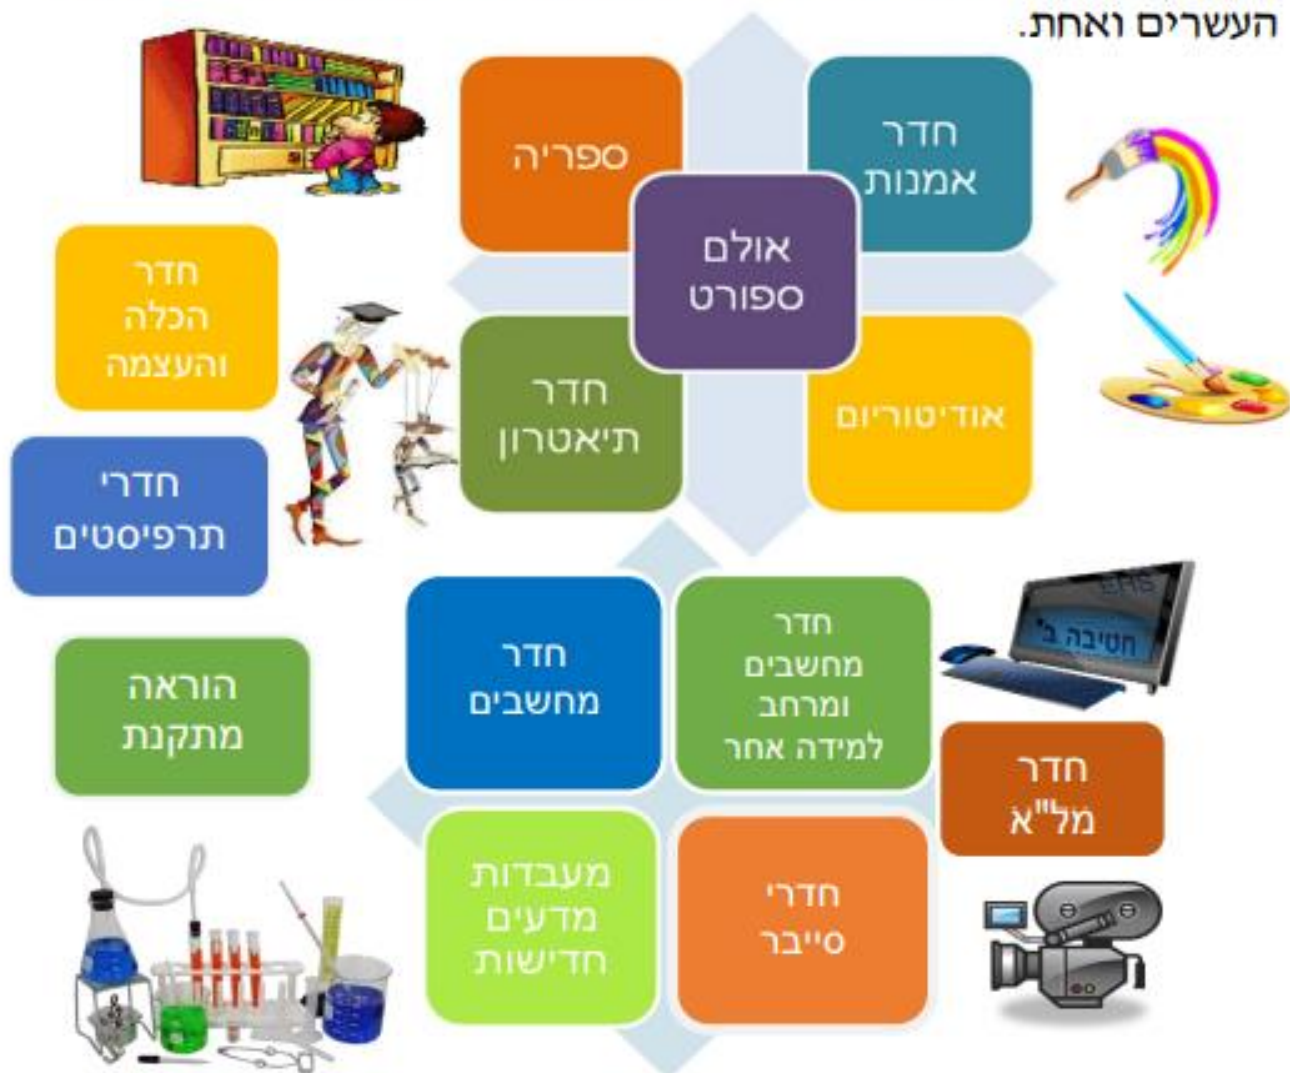 העשרים ואחת.
חדר
אמנות
ספריה
אולם
ספורט
חדר
הכלה
והעצמה
חדר
תיאטרון
אודיטוריום
חדרי
תרפיסטים
חדר
מחשבים
ומרחב
למידה אחר
חדר
מחשבים
EHS
חטיבה ב'
הוראה
מתקנת
חדר
מל"א
חדרי
סייבר
מעבדות
מדעים
חדישות